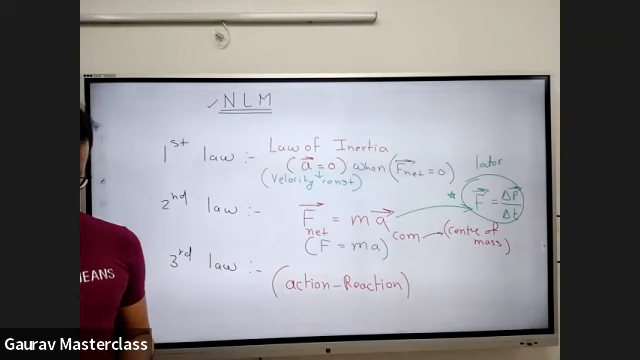 ✓ NLM
1st law :- Law of Inertia
(a⃗ = 0) when (F⃗net = 0)
(Velocity const)
lator
2nd law :- F⃗net = ma⃗com → (centre of mass)
* F⃗ = ΔP⃗/Δt
(F = ma)
3rd law :- (action - Reaction)
JEANS
Gaurav Masterclass